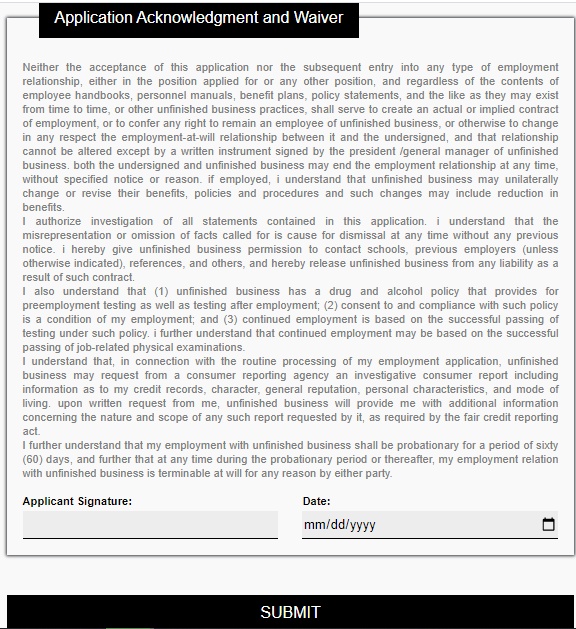 Application Acknowledgment and Waiver
Neither the acceptance of this application nor the subsequent entry into any type of employment
relationship, either in the position applied for or any other position, and regardless of the contents of
employee handbooks, personnel manuals, benefit plans, policy statements, and the like as they may exist
from time to time, or other unfinished business practices, shall serve to create an actual or implied contract
of employment, or to confer any right to remain an employee of unfinished business, or otherwise to change
in any respect the employment-at-will relationship between it and the undersigned, and that relationship
cannot be altered except by a written instrument signed by the president /general manager of unfinished
business. both the undersigned and unfinished business may end the employment relationship at any time,
without specified notice or reason. if employed, i understand that unfinished business may unilaterally
change or revise their benefits, policies and procedures and such changes may include reduction in
benefits.
I authorize investigation of all statements contained in this application. i understand that the
misrepresentation or omission of facts called for is cause for dismissal at any time without any previous
notice. i hereby give unfinished business permission to contact schools, previous employers (unless
otherwise indicated), references, and others, and hereby release unfinished business from any liability as a
result of such contract.
I also understand that (1) unfinished business has a drug and alcohol policy that provides for
preemployment testing as well as testing after employment; (2) consent to and compliance with such policy
is a condition of my employment; and (3) continued employment is based on the successful passing of
testing under such policy. i further understand that continued employment may be based on the successful
passing of job-related physical examinations.
I understand that, in connection with the routine processing of my employment application, unfinished
business may request from a consumer reporting agency an investigative consumer report including
information as to my credit records, character, general reputation, personal characteristics, and mode of
living. upon written request from me, unfinished business will provide me with additional information
concerning the nature and scope of any such report requested by it, as required by the fair credit reporting
act.
I further understand that my employment with unfinished business shall be probationary for a period of sixty
(60) days, and further that at any time during the probationary period or thereafter, my employment relation
with unfinished business is terminable at will for any reason by either party.
Applicant Signature: Date:
mm/dd/yyyy
SUBMIT